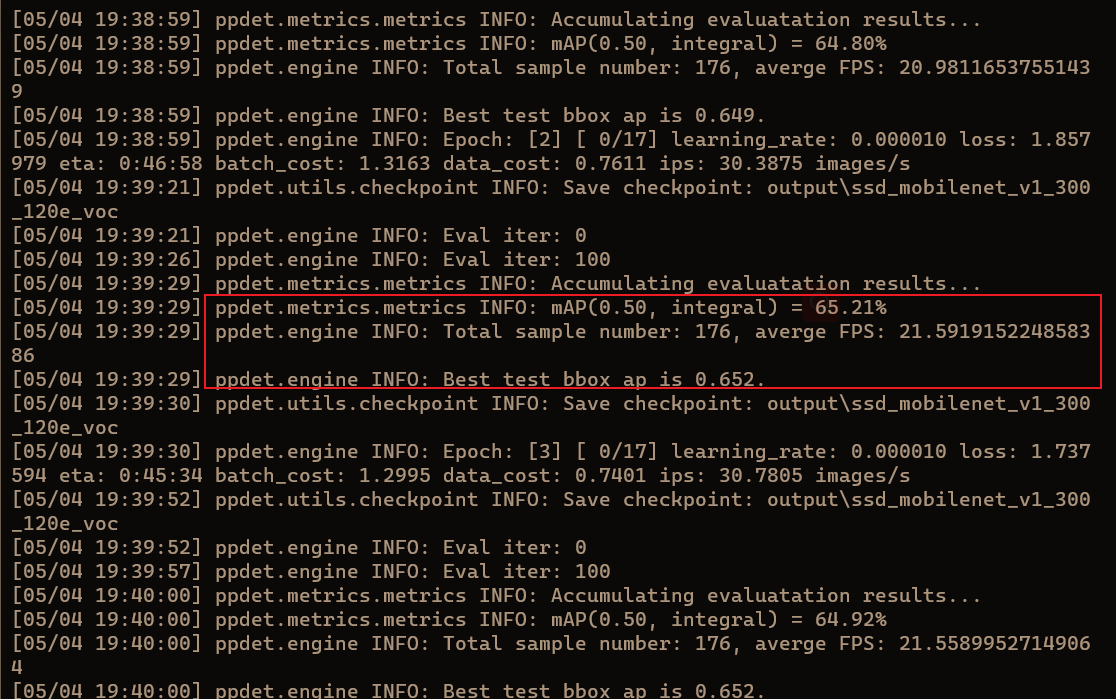 [05/04 19:38:59] ppdet.metrics.metrics INFO: Accumulating evaluatation results...
[05/04 19:38:59] ppdet.metrics.metrics INFO: mAP(0.50, integral) = 64.80%
[05/04 19:38:59] ppdet.engine INFO: Total sample number: 176, averge FPS: 20.9811653755143
9
[05/04 19:38:59] ppdet.engine INFO: Best test bbox ap is 0.649.
[05/04 19:38:59] ppdet.engine INFO: Epoch: [2] [ 0/17] learning_rate: 0.000010 loss: 1.857
979 eta: 0:46:58 batch_cost: 1.3163 data_cost: 0.7611 ips: 30.3875 images/s
[05/04 19:39:21] ppdet.utils.checkpoint INFO: Save checkpoint: output\ssd_mobilenet_v1_300
_120e_voc
[05/04 19:39:21] ppdet.engine INFO: Eval iter: 0
[05/04 19:39:26] ppdet.engine INFO: Eval iter: 100
[05/04 19:39:29] ppdet.metrics.metrics INFO: Accumulating evaluatation results...
[05/04 19:39:29] ppdet.metrics.metrics INFO: mAP(0.50, integral) = 65.21%
[05/04 19:39:29] ppdet.engine INFO: Total sample number: 176, averge FPS: 21.5919152248583
86
[05/04 19:39:29] ppdet.engine INFO: Best test bbox ap is 0.652.
[05/04 19:39:30] ppdet.utils.checkpoint INFO: Save checkpoint: output\ssd_mobilenet_v1_300
_120e_voc
[05/04 19:39:30] ppdet.engine INFO: Epoch: [3] [ 0/17] learning_rate: 0.000010 loss: 1.737
594 eta: 0:45:34 batch_cost: 1.2995 data_cost: 0.7401 ips: 30.7805 images/s
[05/04 19:39:52] ppdet.utils.checkpoint INFO: Save checkpoint: output\ssd_mobilenet_v1_300
_120e_voc
[05/04 19:39:52] ppdet.engine INFO: Eval iter: 0
[05/04 19:39:57] ppdet.engine INFO: Eval iter: 100
[05/04 19:40:00] ppdet.metrics.metrics INFO: Accumulating evaluatation results...
[05/04 19:40:00] ppdet.metrics.metrics INFO: mAP(0.50, integral) = 64.92%
[05/04 19:40:00] ppdet.engine INFO: Total sample number: 176, averge FPS: 21.5589952714906
4
[05/04 19:40:00] ppdet.engine INFO: Best test bbox ap is 0.652.